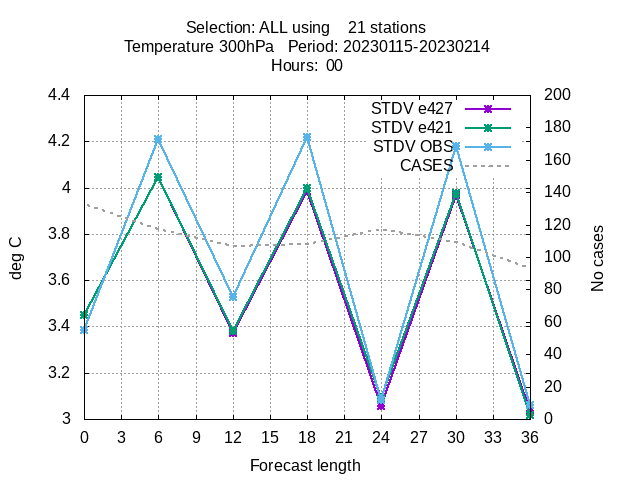 Selection: ALL using 21 stations
Temperature 300hPa Period: 20230115-20230214
Hours: 00
4.4
4.2
4
3.8
3.6
3.4
3.2
3
deg C
STDV e427
STDV e421
STDV OBS
CASES
200
180
160
140
120
100
80
60
40
20
0
No cases
0 3 6 9 12 15 18 21 24 27 30 33 36
Forecast length